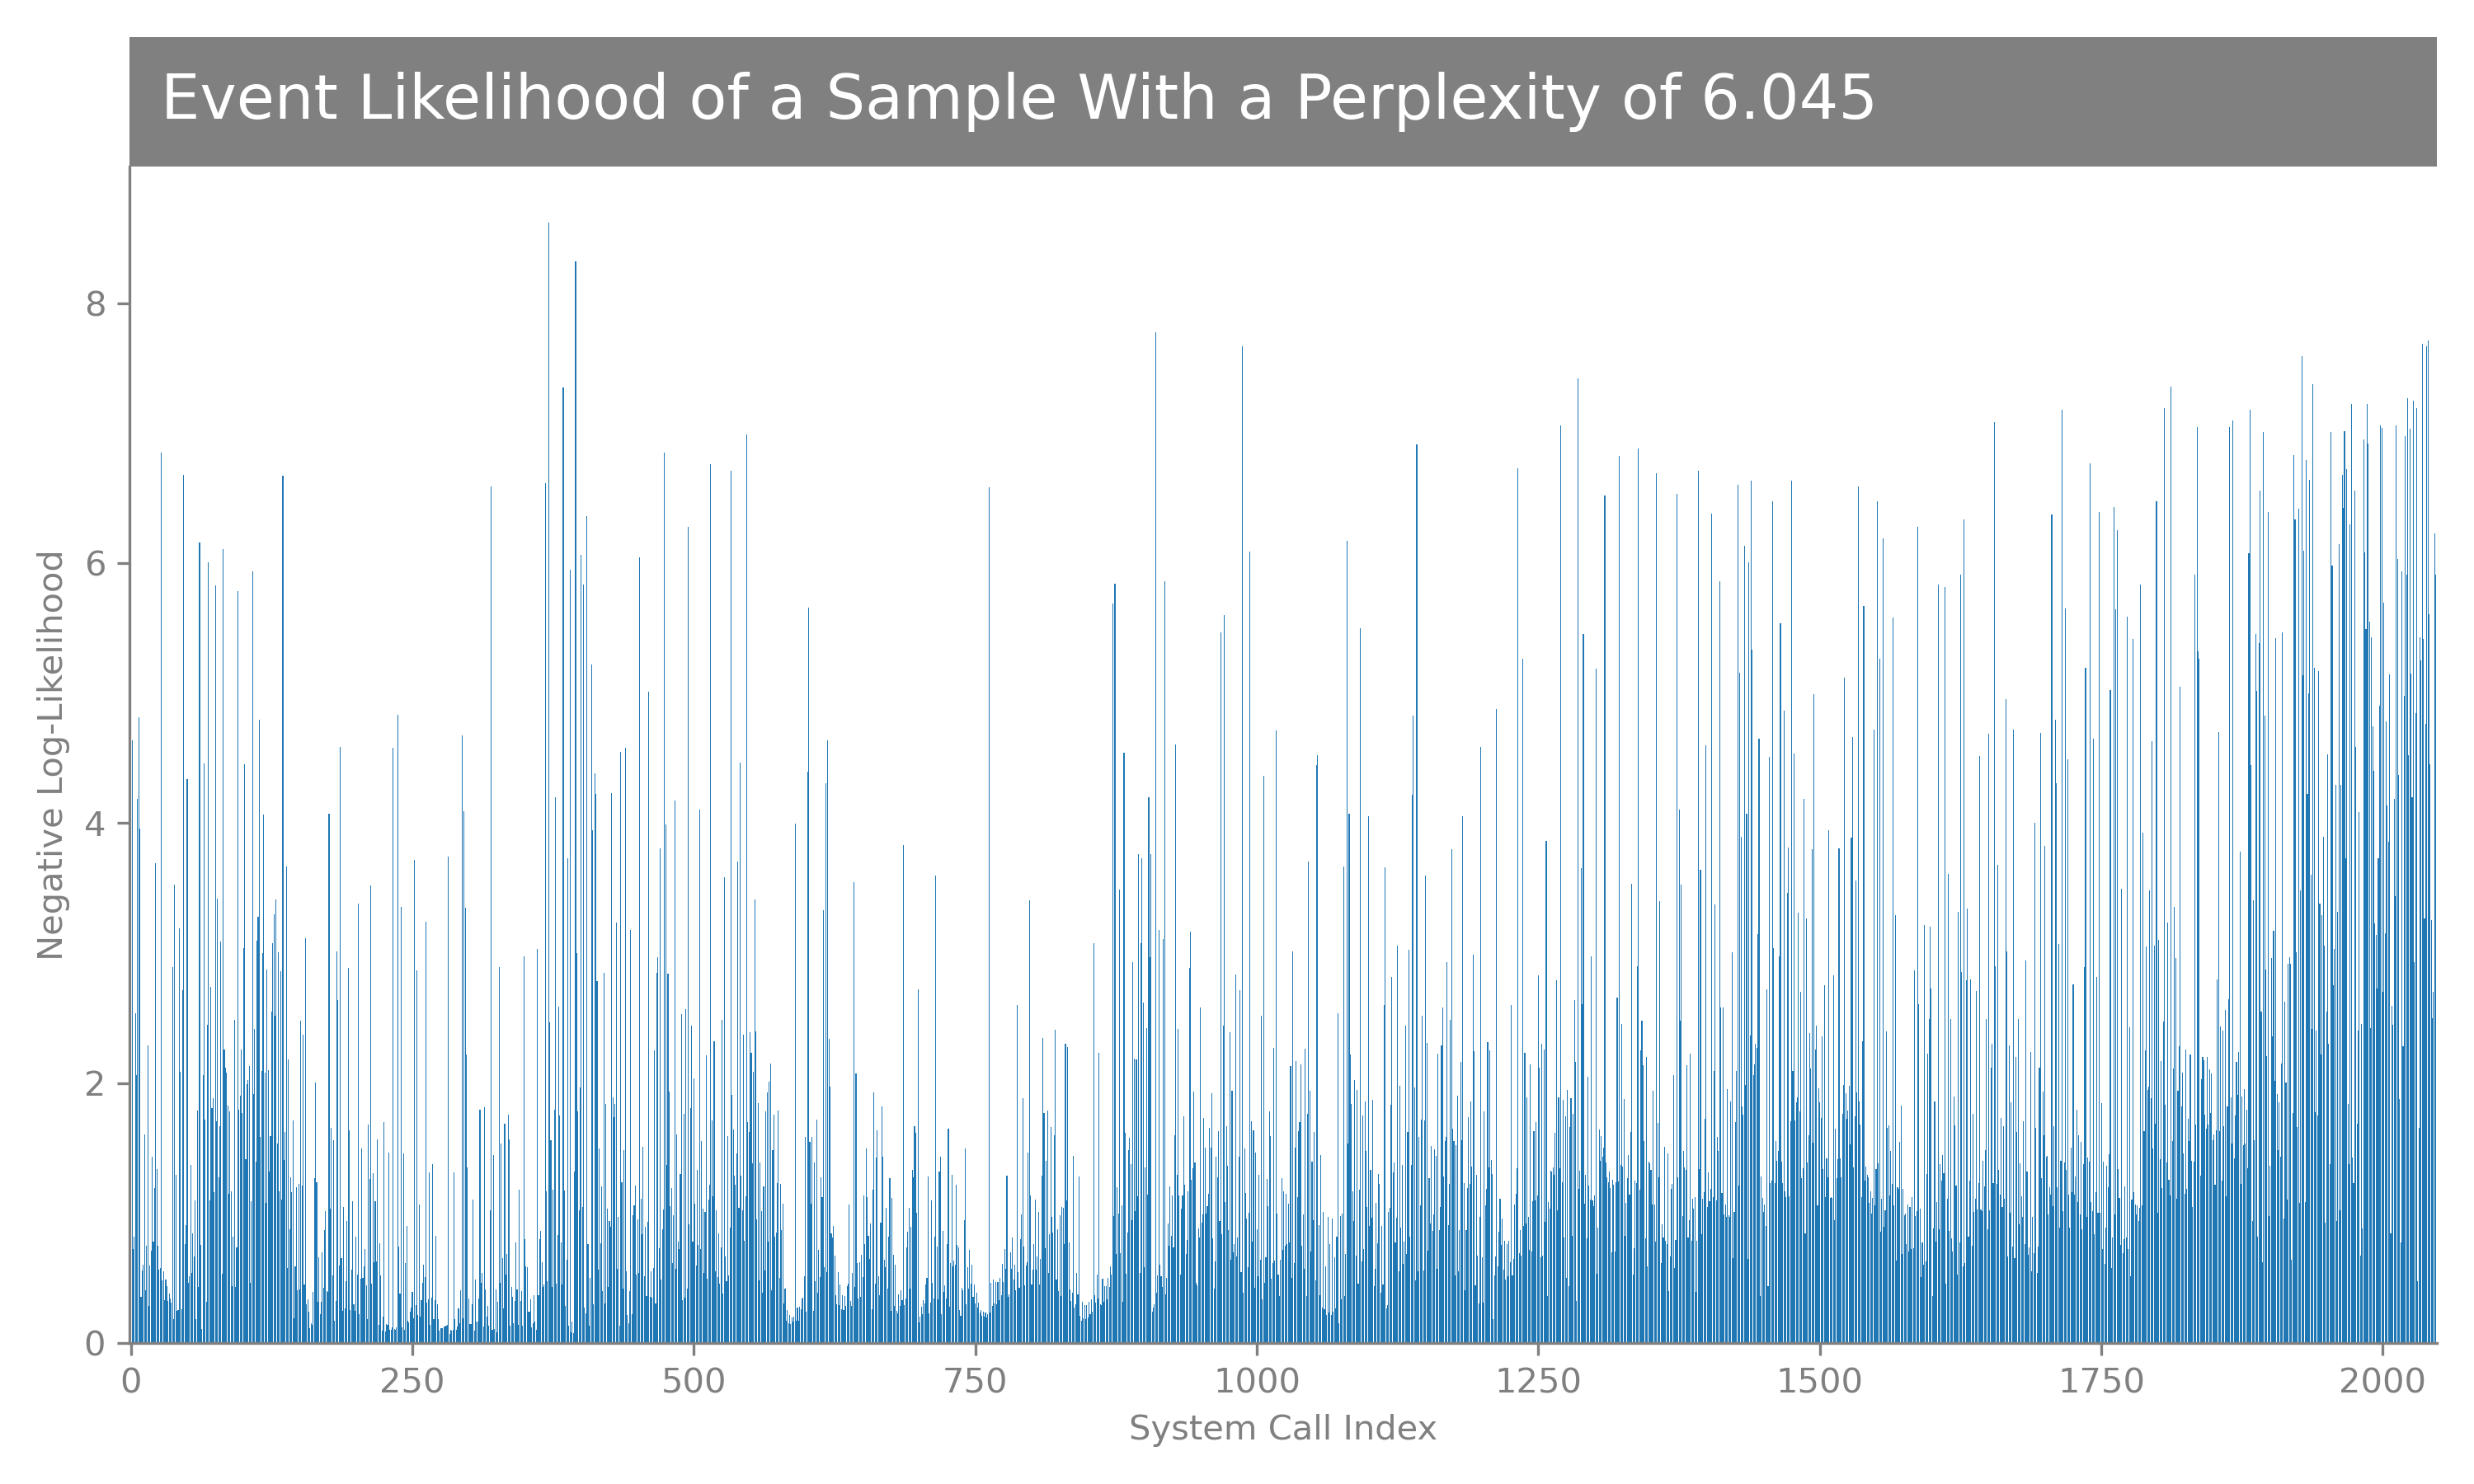 Event Likelihood of a Sample With a Perplexity of 6.045
8
6
4
2
0
Negative Log-Likelihood
0 250 500 750 1000 1250 1500 1750 2000
System Call Index